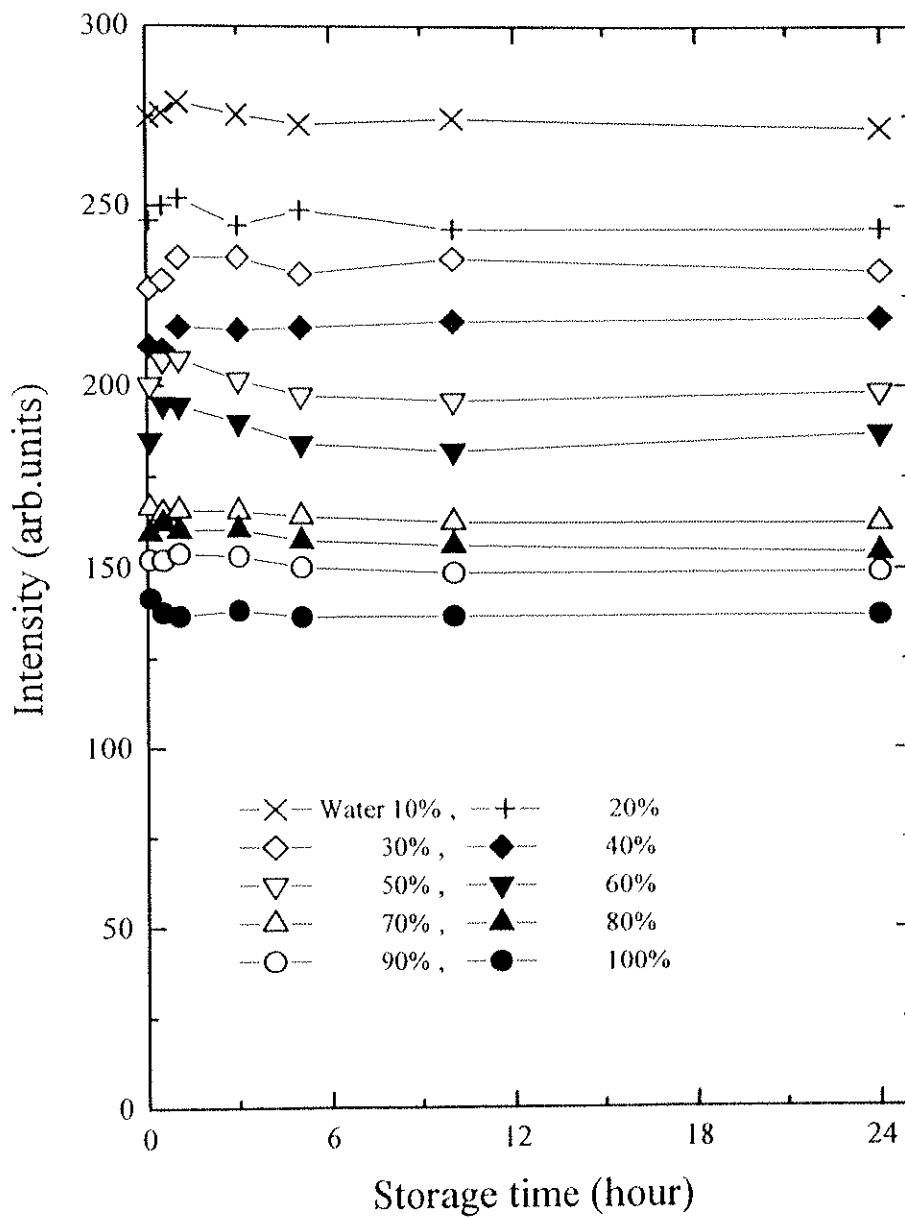 300
250
200
150
100
50
0
Intensity (arb.units)
Water 10% , 20%
30% , 40%
50% , 60%
70% , 80%
90% , 100%
0 6 12 18 24
Storage time (hour)